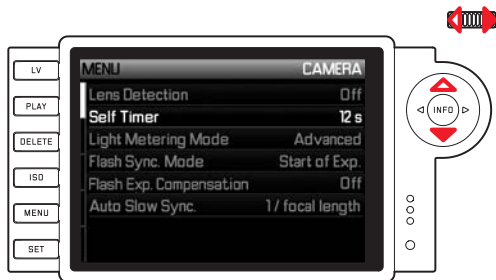 LV
PLAY
DELETE
ISO
MENU
SET
MENU CAMERA
Lens Detection Off
Self Timer 12 s
Light Metering Mode Advanced
Flash Sync. Mode Start of Exp.
Flash Exp. Compensation Off
Auto Slow Sync. 1/ focal length
INFO